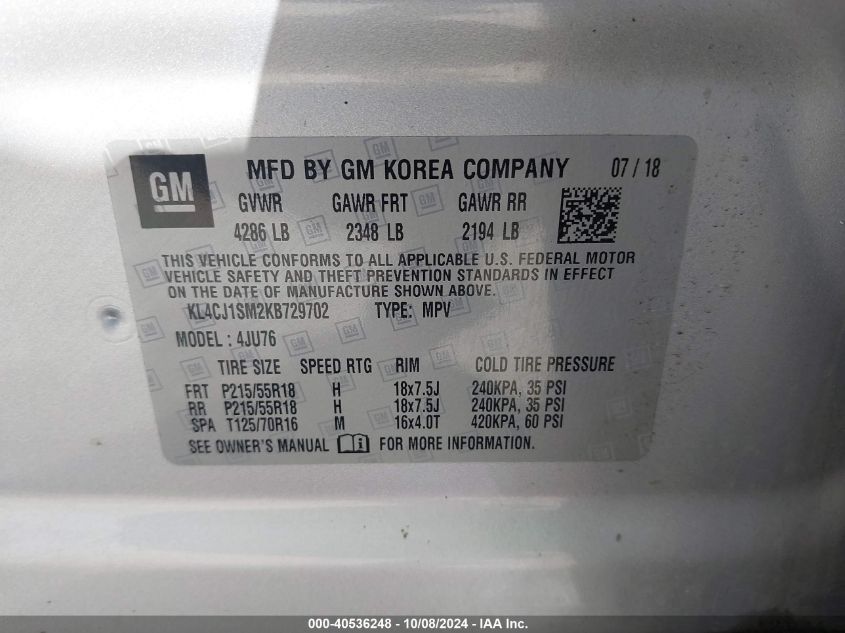 GM MFD BY GM KOREA COMPANY 07 / 18
GVWR GAWR FRT GAWR RR
4286 LB 2348 LB 2194 LB
THIS VEHICLE CONFORMS TO ALL APPLICABLE U.S. FEDERAL MOTOR
VEHICLE SAFETY AND THEFT PREVENTION STANDARDS IN EFFECT
ON THE DATE OF MANUFACTURE SHOWN ABOVE.
KL4CJ1SM2KB729702 TYPE: MPV
MODEL : 4JU76
TIRE SIZE SPEED RTG RIM COLD TIRE PRESSURE
FRT P215/55R18 H 18x7.5J 240KPA, 35 PSI
RR P215/55R18 H 18x7.5J 240KPA, 35 PSI
SPA T125/70R16 M 16x4.0T 420KPA, 60 PSI
SEE OWNER'S MANUAL i FOR MORE INFORMATION.
000-40536248 - 10/08/2024 - IAA Inc.